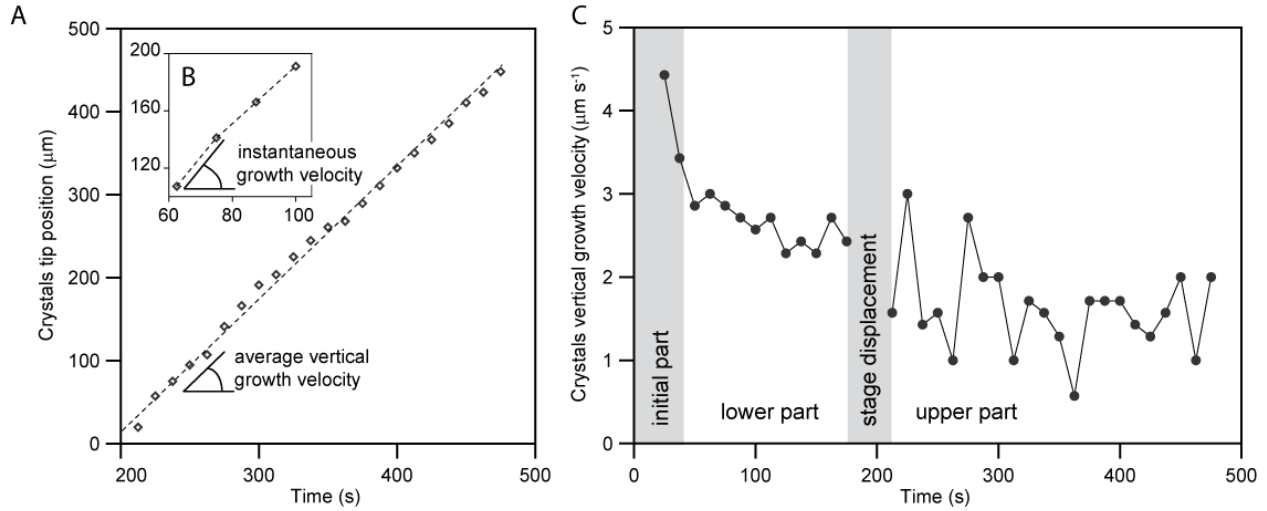 A
Crystals tip position (μm)
500
400
300
200
100
0
200
300
400
500
Time (s)
B
200
160
120
60
80
100
instantaneous
growth velocity
average vertical
growth velocity
C
Crystals vertical growth velocity (μm s⁻¹)
5
4
3
2
1
0
0
100
200
300
400
500
Time (s)
initial part
lower part
stage displacement
upper part